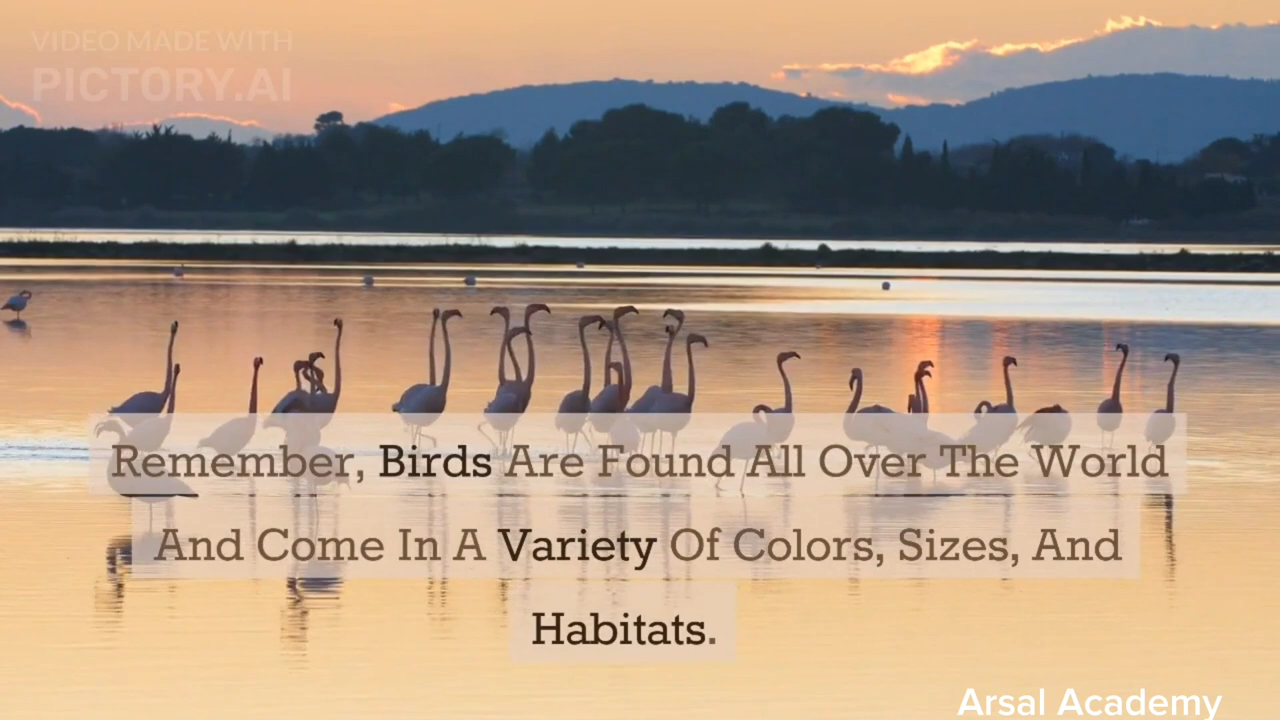 VIDEO MADE WITH
PICTORY.AI
Remember, Birds Are Found All Over The World
And Come In A Variety Of Colors, Sizes, And
Habitats.
Arsal Academy